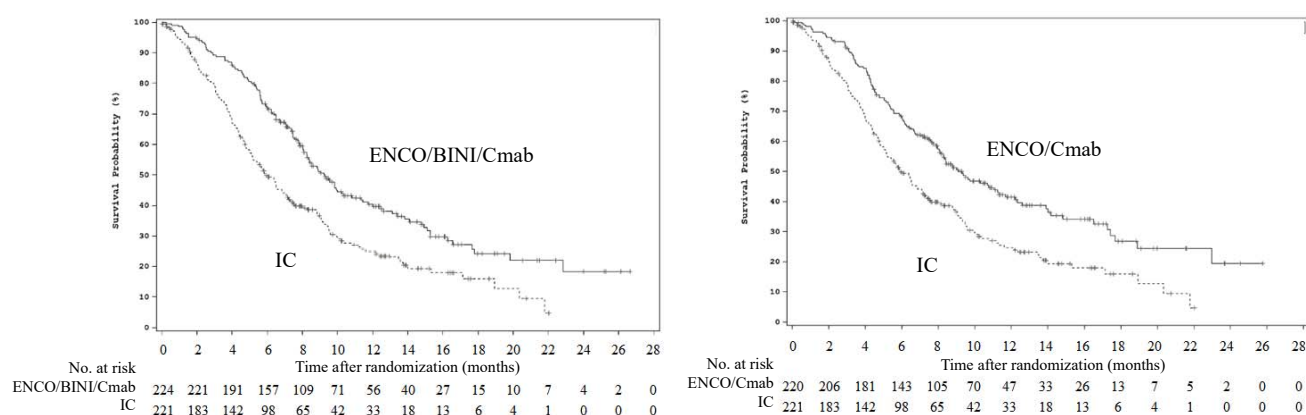 Survival Probability (%)
100
90
80
70
60
50
40
30
20
10
0
ENCO/BINI/Cmab
IC
0 2 4 6 8 10 12 14 16 18 20 22 24 26 28
Time after randomization (months)
No. at risk
ENCO/BINI/Cmab 224 221 191 157 109 71 56 40 27 15 10 7 4 2 0
IC 221 183 142 98 65 42 33 18 13 6 4 1 0 0 0
Survival Probability (%)
100
90
80
70
60
50
40
30
20
10
0
ENCO/Cmab
IC
0 2 4 6 8 10 12 14 16 18 20 22 24 26 28
Time after randomization (months)
No. at risk
ENCO/Cmab 220 206 181 143 105 70 47 33 26 13 7 5 2 0 0
IC 221 183 142 98 65 42 33 18 13 6 4 1 0 0 0